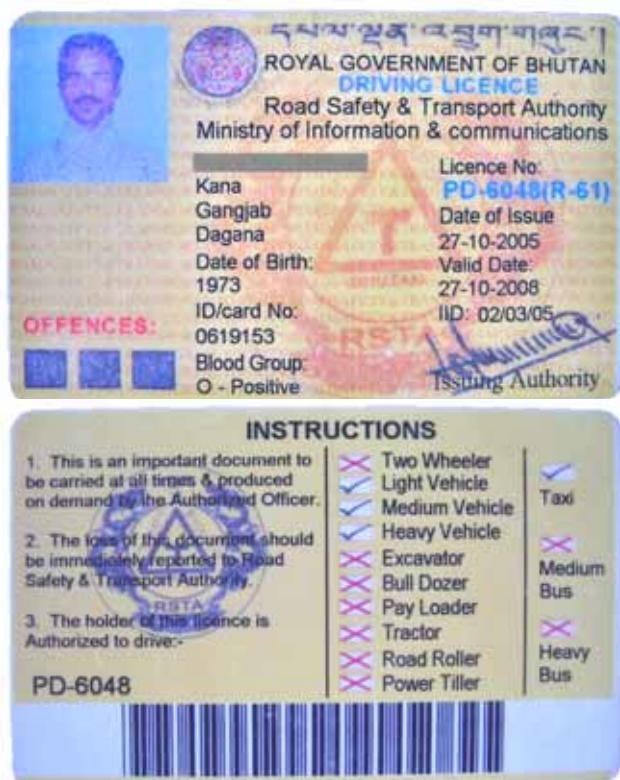 དཔལ་ལྡན་འབྲུག་གཞུང་།
ROYAL GOVERNMENT OF BHUTAN
DRIVING LICENCE
Road Safety & Transport Authority
Ministry of Information & communications
Kana
Gangjab
Dagana
Date of Birth:
1973
ID/card No:
0619153
Blood Group:
O - Positive
Licence No:
PD-6048(R-61)
Date of Issue
27-10-2005
Valid Date:
27-10-2008
IID: 02/03/05
Issuing Authority
OFFENCES:
BHUTAN
RSTA
INSTRUCTIONS
1. This is an important document to
be carried at all times & produced
on demand by the Authorized Officer.
2. The loss of this document should
be immediately reported to Road
Safety & Transport Authority.
3. The holder of this licence is
Authorized to drive:-
RSTA
PD-6048
Two Wheeler
Light Vehicle
Medium Vehicle
Heavy Vehicle
Excavator
Bull Dozer
Pay Loader
Tractor
Road Roller
Power Tiller
Taxi
Medium
Bus
Heavy
Bus